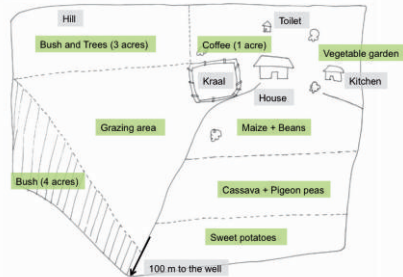 Hill
Toilet
Bush and Trees (3 acres)
Coffee (1 acre)
Vegetable garden
Kraal
Kitchen
House
Grazing area
Maize + Beans
Bush (4 acres)
Cassava + Pigeon peas
Sweet potatoes
100 m to the well